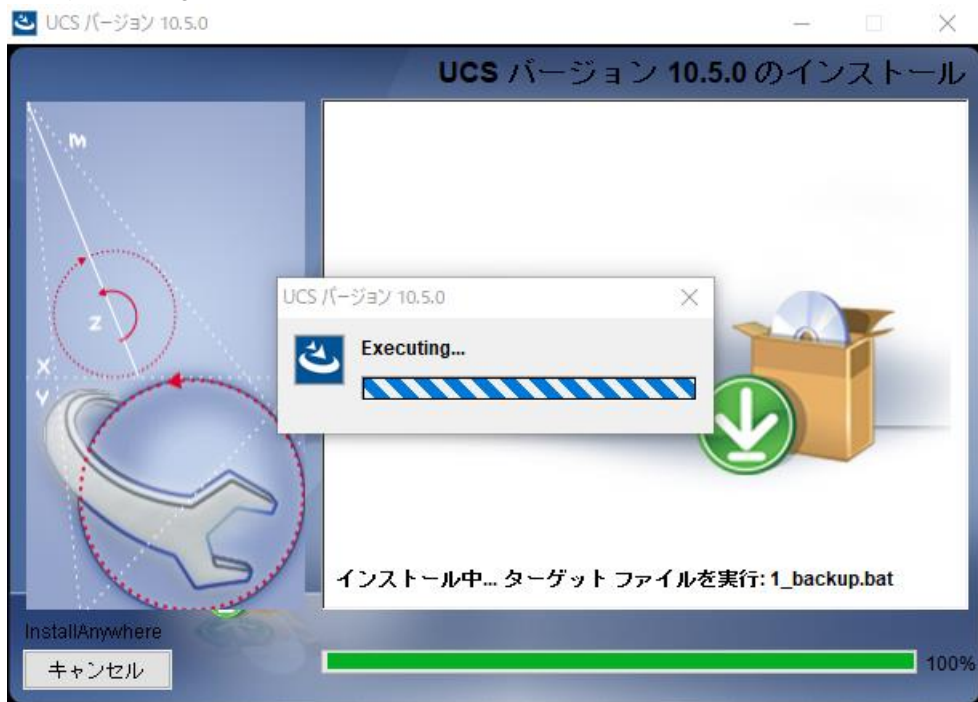 UCS バージョン 10.5.0
UCS バージョン 10.5.0 のインストール
M
Z
X
Y
UCS バージョン 10.5.0
Executing...
インストール中... ターゲット ファイルを実行: 1_backup.bat
InstallAnywhere
キャンセル
100%